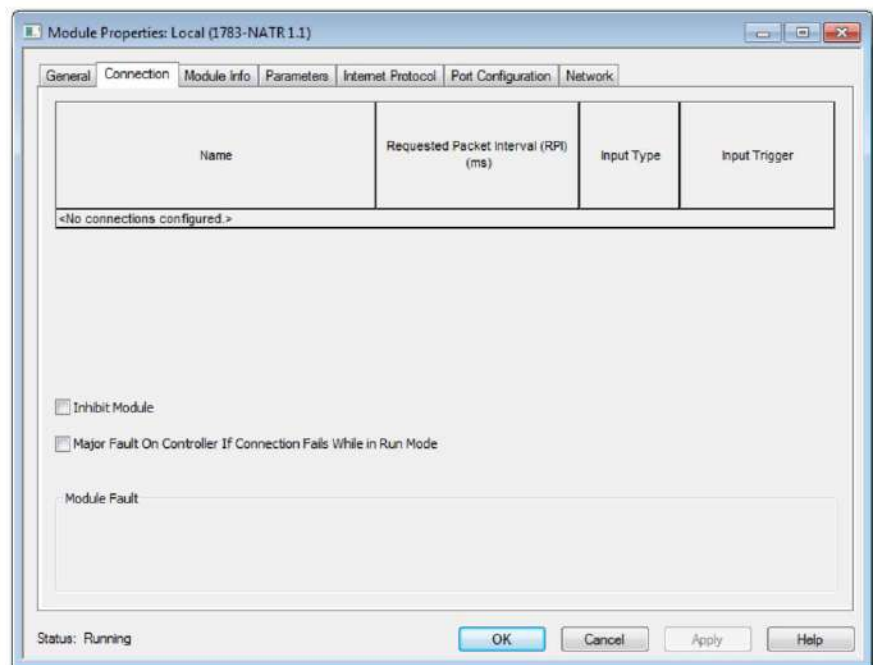 Module Properties: Local (1783-NATR 1.1)
General Connection Module Info Parameters Internet Protocol Port Configuration Network
Name
Requested Packet Interval (RPI)
(ms)
Input Type
Input Trigger
<No connections configured.>
Inhibit Module
Major Fault On Controller If Connection Fails While in Run Mode
Module Fault
Status: Running
OK Cancel Apply Help